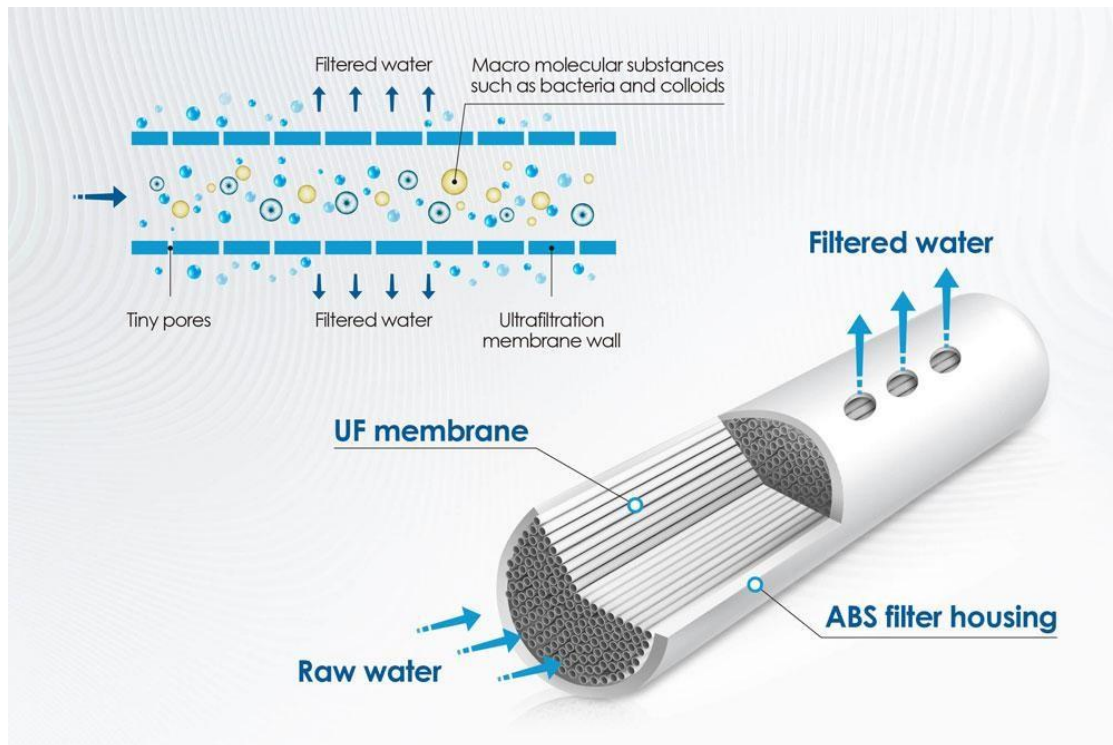 Filtered water
Macro molecular substances
such as bacteria and colloids
Tiny pores
Filtered water
Ultrafiltration
membrane wall
Filtered water
UF membrane
ABS filter housing
Raw water